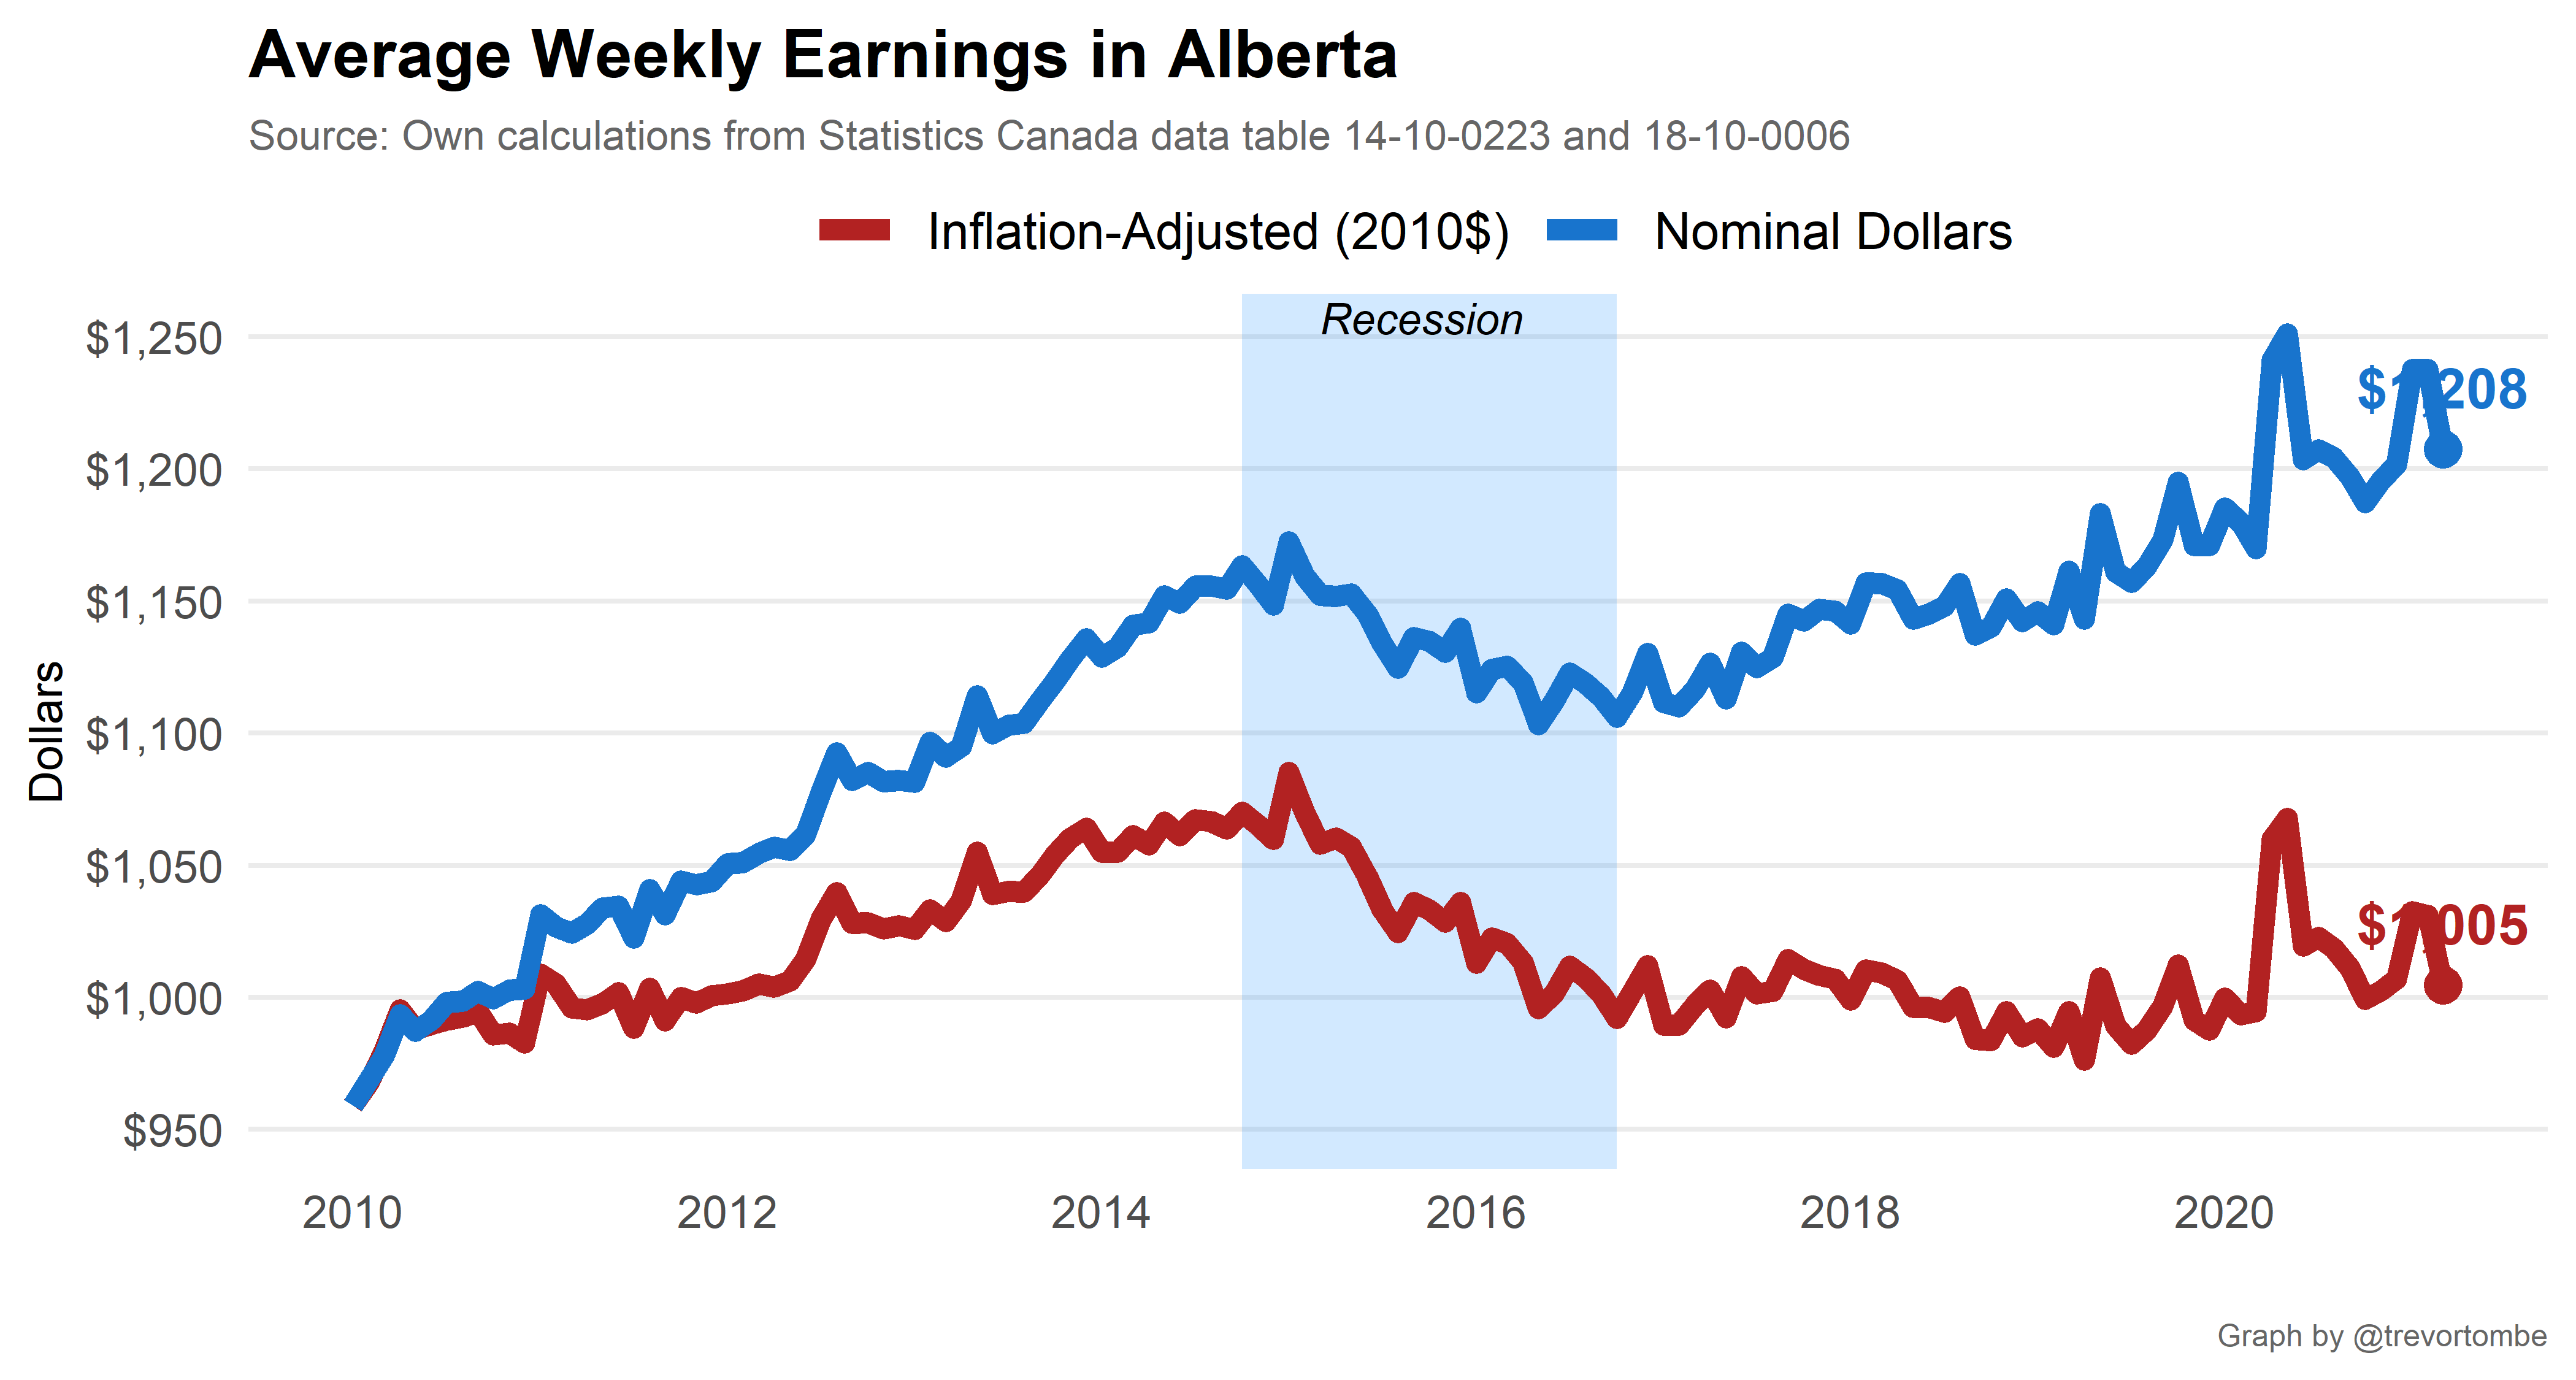 Average Weekly Earnings in Alberta
Source: Own calculations from Statistics Canada data table 14-10-0223 and 18-10-0006
Inflation-Adjusted (2010$) Nominal Dollars
Recession
$1,250
$1,208
$1,200
$1,150
$1,100
Dollars
$1,050
$1,005
$1,000
$950
2010 2012 2014 2016 2018 2020
Graph by @trevortombe